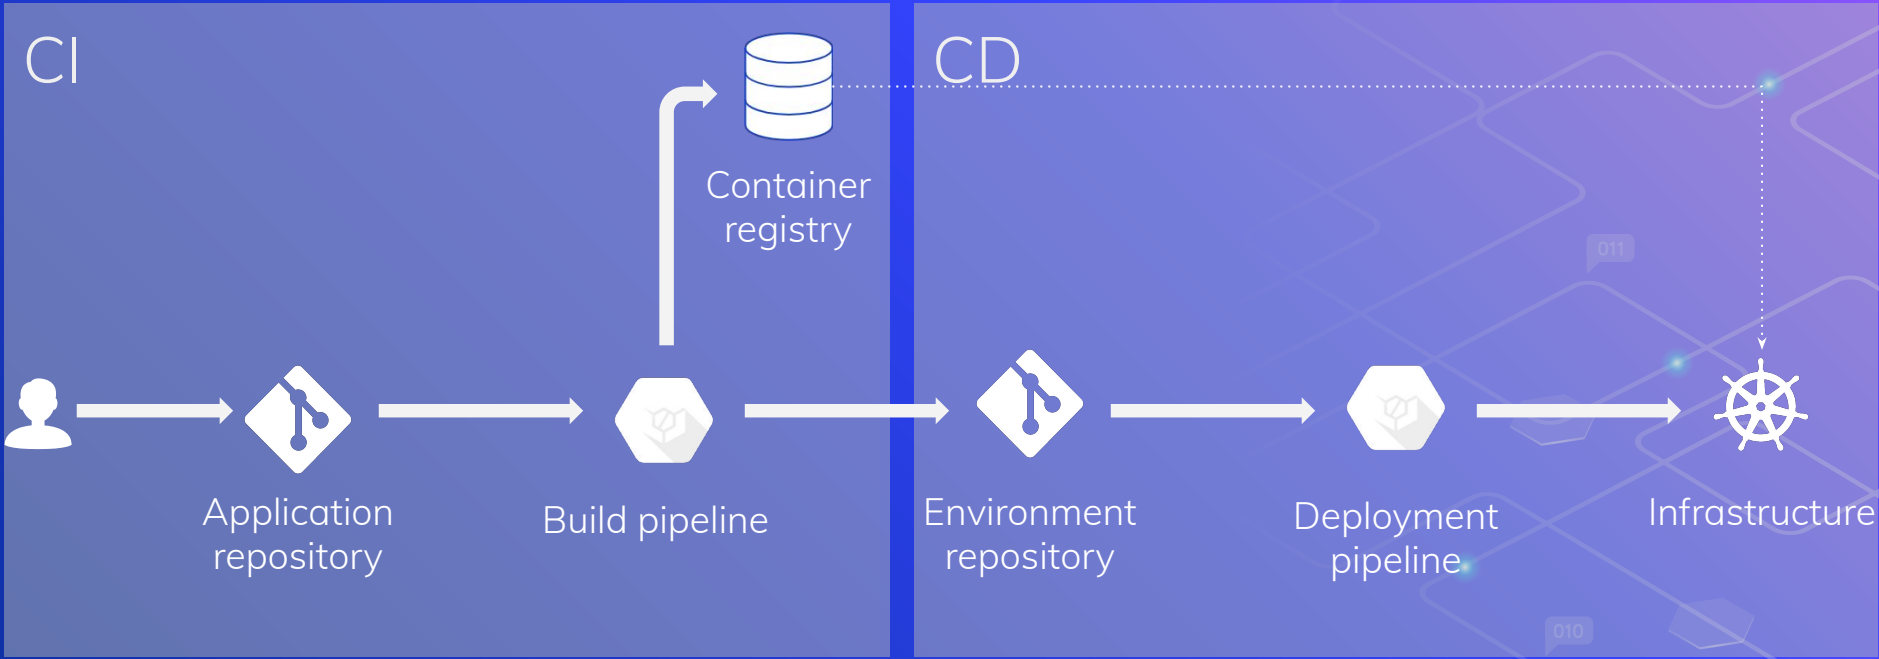 CI
CD
Container
registry
011
Application
repository
Build pipeline
Environment
repository
Deployment
pipeline
Infrastructure
010